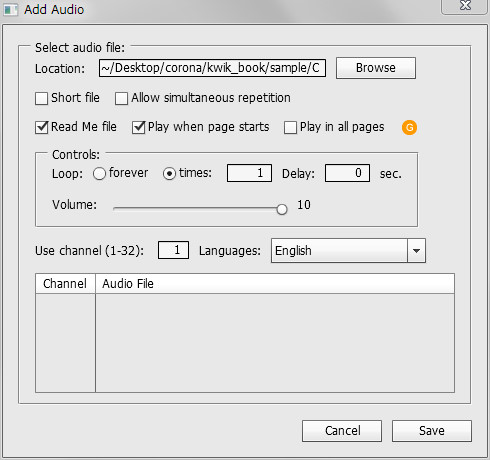 Add Audio
Select audio file:
Location: ~/Desktop/corona/kwik_book/sample/C Browse
Short file Allow simultaneous repetition
Read Me file Play when page starts Play in all pages G
Controls:
Loop: forever times: 1 Delay: 0 sec.
Volume: 10
Use channel (1-32): 1 Languages: English
Channel Audio File
Cancel Save